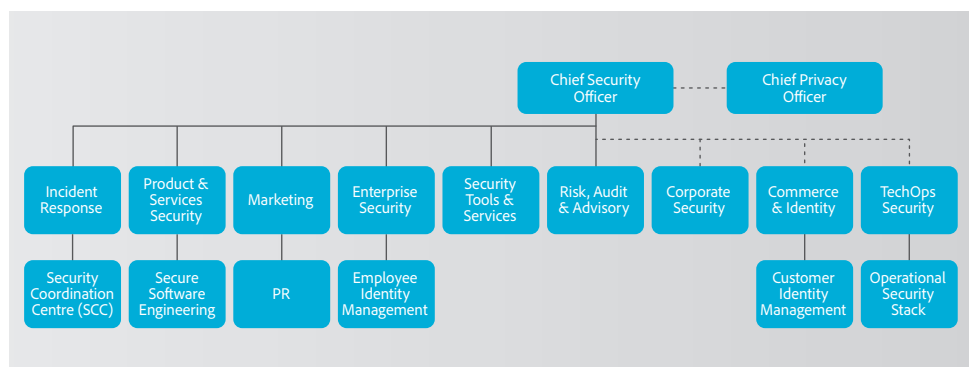 Chief Security
Officer
Chief Privacy
Officer
Incident
Response
Product &
Services
Security
Marketing
Enterprise
Security
Security
Tools &
Services
Risk, Audit
& Advisory
Corporate
Security
Commerce
& Identity
TechOps
Security
Security
Coordination
Centre (SCC)
Secure
Software
Engineering
PR
Employee
Identity
Management
Customer
Identity
Management
Operational
Security
Stack